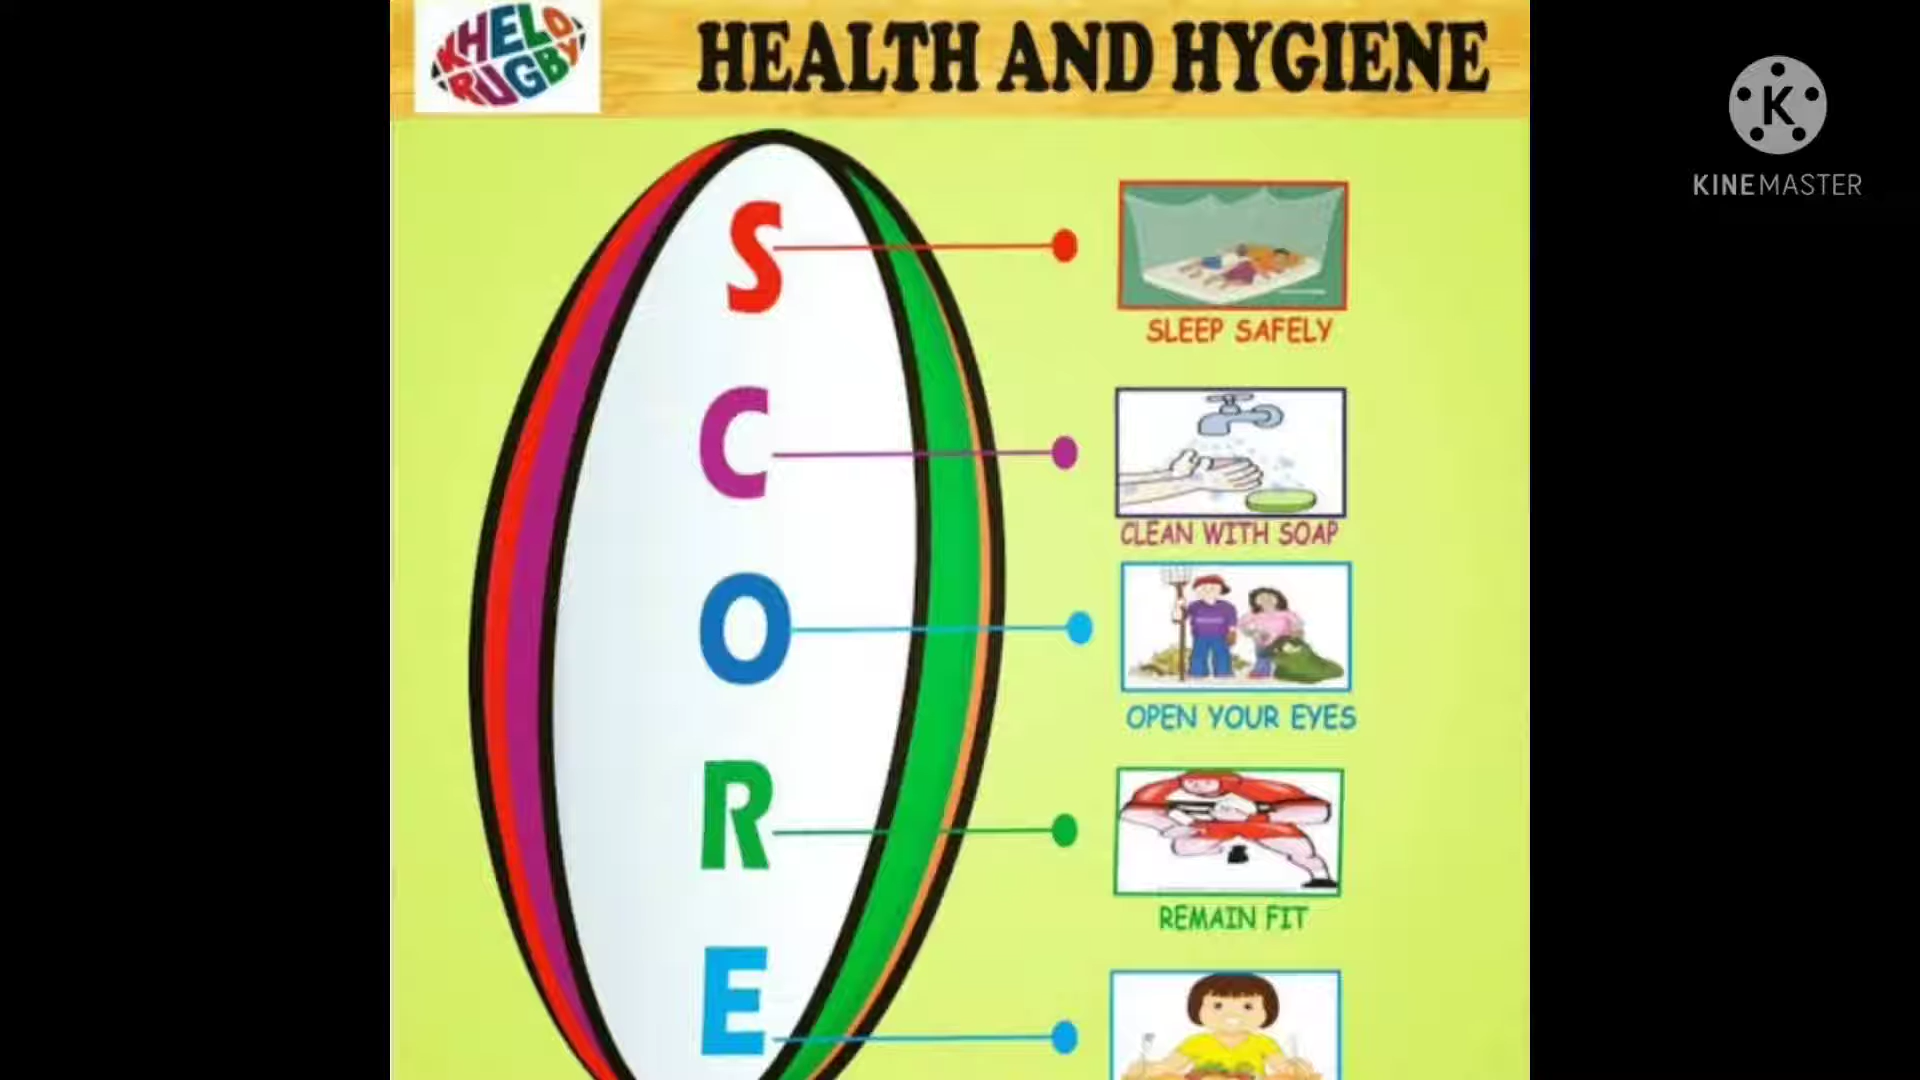 KHELO
RUGBY
HEALTH AND HYGIENE
KINEMASTER
S
SLEEP SAFELY
C
CLEAN WITH SOAP
O
OPEN YOUR EYES
R
REMAIN FIT
E